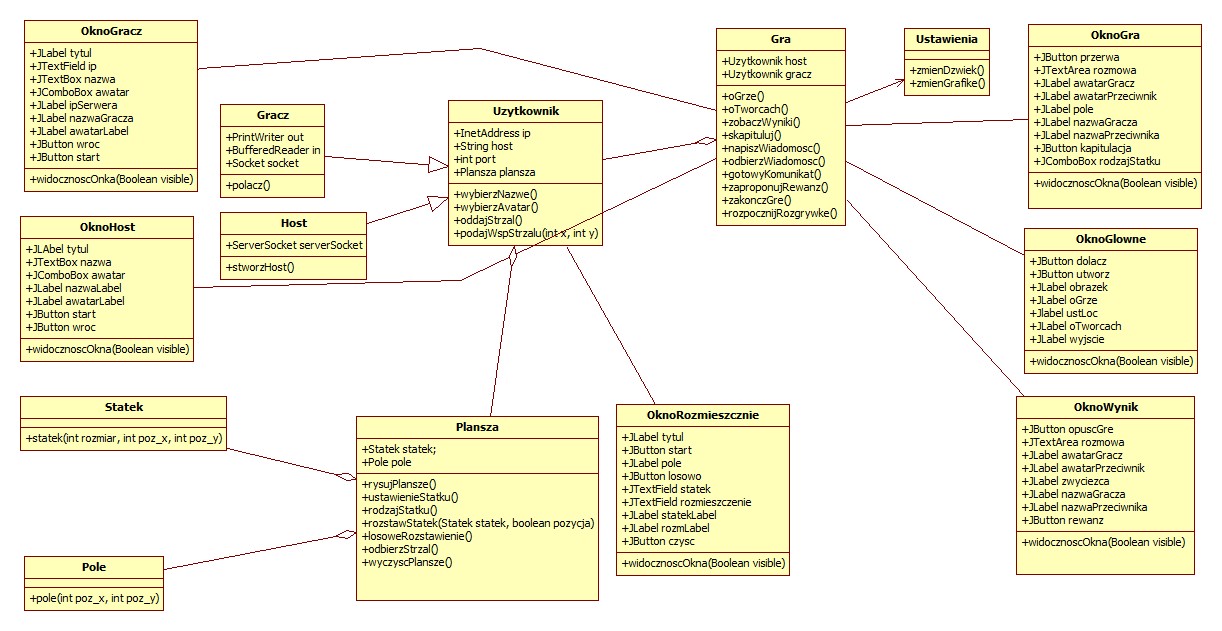 OknoGracz
+JLabel tytul
+JTextField ip
+JTextBox nazwa
+JComboBox awatar
+JLabel ipSerwera
+JLabel nazwaGracza
+JLabel awatarLabel
+JButton wroc
+JButton start
+widocznoscOnka(Boolean visible)
Gracz
+PrintWriter out
+BufferedReader in
+Socket socket
+polacz()
Uzytkownik
+InetAddress ip
+String host
+int port
+Plansza plansza
+wybierzNazwe()
+wybierzAvatar()
+oddajStrzal()
+podajWspStrzalu(int x, int y)
Gra
+Uzytkownik host
+Uzytkownik gracz
+oGrze()
+oTworcach()
+zobaczWyniki()
+skapituluj()
+napiszWiadomosc()
+odbierzWiadomosc()
+gotowyKomunikat()
+zaproponujRewanz()
+zakonczGre()
+rozpocznijRozgrywke()
Ustawienia
+zmienDzwiek()
+zmienGrafike()
OknoGra
+JButton przerwa
+JTextArea rozmowa
+JLabel awatarGracz
+JLabel awatarPrzeciwnik
+JLabel pole
+JLabel nazwaGracza
+JLabel nazwaPrzeciwnika
+JButton kapitulacja
+JComboBox rodzajStatku
+widocznoscOkna(Boolean visible)
OknoHost
+JLAbel tytul
+JTextBox nazwa
+JComboBox awatar
+JLabel nazwaLabel
+JLabel awatarLabel
+JButton start
+JButton wroc
+widocznoscOkna(Boolean visible)
Host
+ServerSocket serverSocket
+stworzHost()
OknoGlowne
+JButton dolacz
+JButton utworz
+JLabel obrazek
+JLabel oGrze
+Jlabel ustLoc
+JLabel oTworcach
+JLabel wyjscie
+widocznoscOkna(Boolean visible)
Statek
+statek(int rozmiar, int poz_x, int poz_y)
Plansza
+Statek statek;
+Pole pole
+rysujPlansze()
+ustawienieStatku()
+rodzajStatku()
+rozstawStatek(Statek statek, boolean pozycja)
+losoweRozstawienie()
+odbierzStrzal()
+wyczyscPlansze()
OknoRozmieszcznie
+JLabel tytul
+JButton start
+JLabel pole
+JButton losowo
+JTextField statek
+JTextField rozmieszczenie
+JLabel statekLabel
+JLabel rozmLabel
+JButton czysc
+widocznoscOkna(Boolean visible)
OknoWynik
+JButton opuscGre
+JTextArea rozmowa
+JLabel awatarGracz
+JLabel awatarPrzeciwnik
+JLabel zwyciezca
+JLabel nazwaGracza
+JLabel nazwaPrzeciwnika
+JButton rewanz
+widocznoscOkna(Boolean visible)
Pole
+pole(int poz_x, int poz_y)